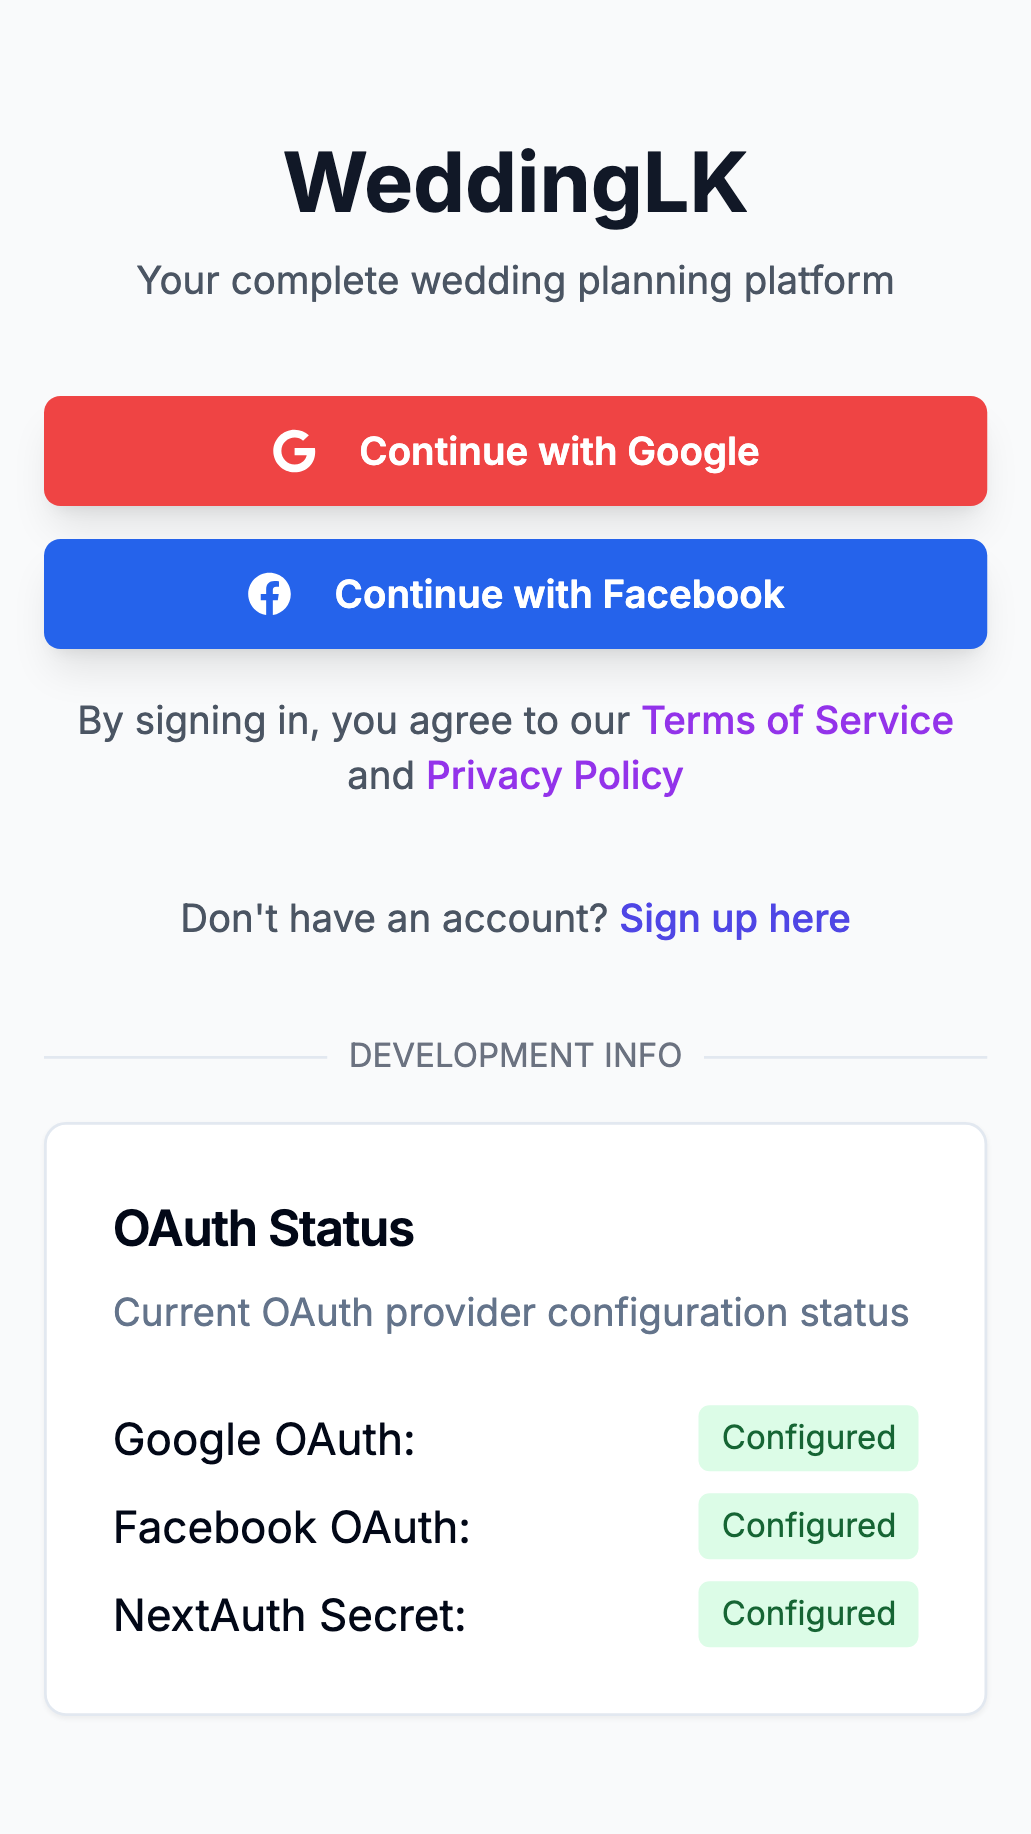 WeddingLK
Your complete wedding planning platform
Continue with Google
Continue with Facebook
By signing in, you agree to our Terms of Service
and Privacy Policy
Don't have an account? Sign up here
DEVELOPMENT INFO
OAuth Status
Current OAuth provider configuration status
Google OAuth: Configured
Facebook OAuth: Configured
NextAuth Secret: Configured